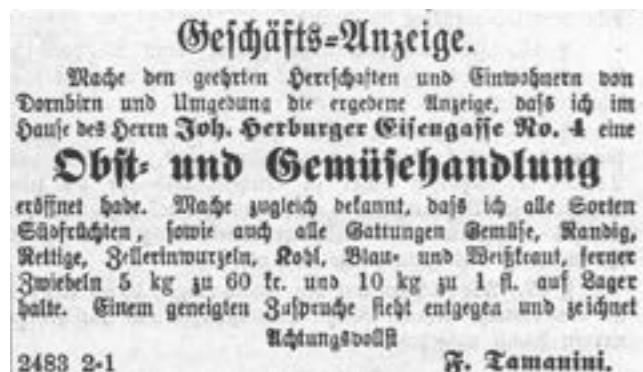 Geschäfts-Anzeige.
Mache den geehrten Herrschaften und Einwohnern von
Dornbirn und Umgebung die ergebene Anzeige, dass ich im
Hause des Herrn Joh. Herburger Eisengasse No. 4 eine
Obst- und Gemüsehandlung
eröffnet habe. Mache zugleich bekannt, dass ich alle Sorten
Südfrüchten, sowie auch alle Gattungen Gemüse, Randig,
Rettige, Zellerinwurzeln, Kohl, Blau- und Weißkraut, ferner
Zwiebeln 5 kg zu 60 kr. und 10 kg zu 1 fl. auf Lager
halte. Einem geneigten Zuspruche sieht entgegen und zeichnet
Achtungsvollst
2483 2-1 F. Tamanini.